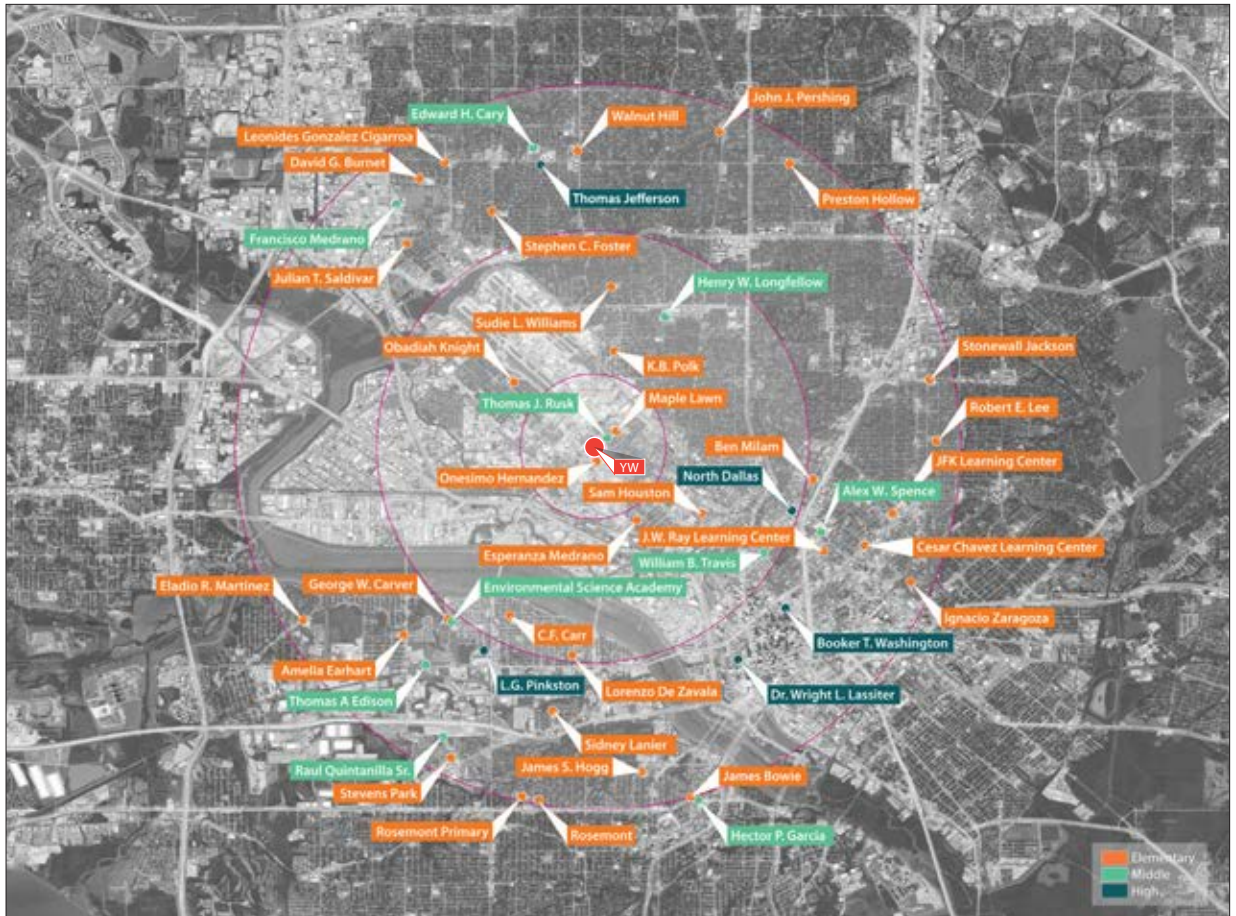 John J. Pershing
Edward H. Cary
Walnut Hill
Leonides Gonzalez Cigarroa
David G. Burnet
Thomas Jefferson
Preston Hollow
Francisco Medrano
Stephen C. Foster
Julian T. Saldivar
Henry W. Longfellow
Sudie L. Williams
Obadiah Knight
Stonewall Jackson
K.B. Polk
Thomas J. Rusk
Maple Lawn
Robert E. Lee
Ben Milam
JFK Learning Center
YW
North Dallas
Onesimo Hernandez
Sam Houston
Alex W. Spence
J.W. Ray Learning Center
Cesar Chavez Learning Center
Esperanza Medrano
William B. Travis
Eladio R. Martinez
George W. Carver
Environmental Science Academy
Ignacio Zaragoza
C.F. Carr
Booker T. Washington
Amelia Earhart
L.G. Pinkston
Lorenzo De Zavala
Dr. Wright L. Lassiter
Thomas A Edison
Sidney Lanier
James S. Hogg
Raul Quintanilla Sr.
James Bowie
Stevens Park
Rosemont Primary
Rosemont
Hector P. Garcia
Elementary
Middle
High